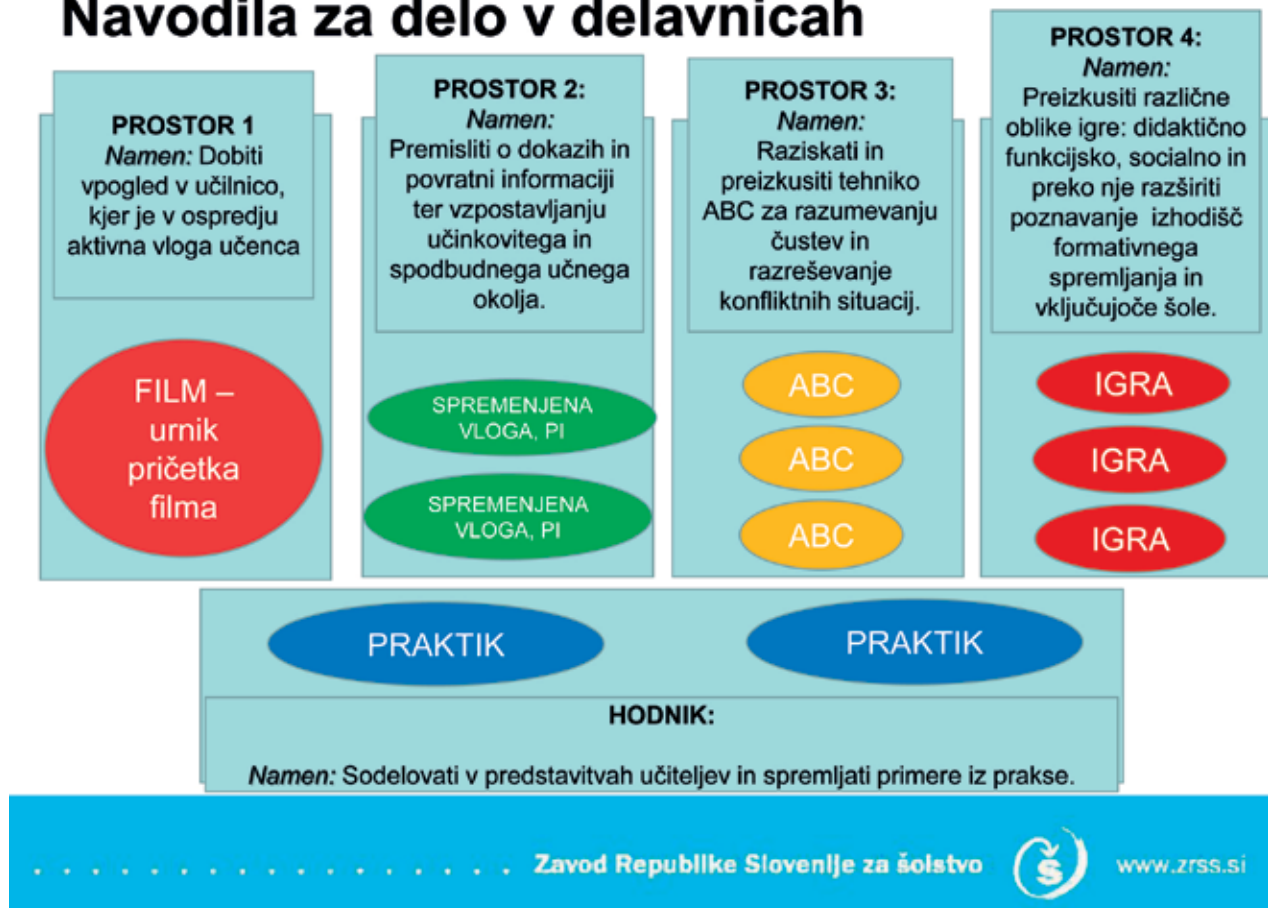 Navodila za delo v delavnicah
PROSTOR 1
Namen: Dobiti
vpogled v učilnico,
kjer je v ospredju
aktivna vloga učenca
FILM –
urnik
pričetka
filma
PROSTOR 2:
Namen:
Premisliti o dokazih in
povratni informaciji
ter vzpostavljanju
učinkovitega in
spodbudnega učnega
okolja.
SPREMENJENA
VLOGA, PI
SPREMENJENA
VLOGA, PI
PROSTOR 3:
Namen:
Raziskati in
preizkusiti tehniko
ABC za razumevanju
čustev in
razreševanje
konfliktnih situacij.
ABC
ABC
ABC
PROSTOR 4:
Namen:
Preizkusiti različne
oblike igre: didaktično
funkcijsko, socialno in
preko nje razširiti
poznavanje izhodišč
formativnega
spremljanja in
vključujoče šole.
IGRA
IGRA
IGRA
PRAKTIK
PRAKTIK
HODNIK:
Namen: Sodelovati v predstavitvah učiteljev in spremljati primere iz prakse.
Zavod Republike Slovenije za šolstvo
Š
www.zrss.si